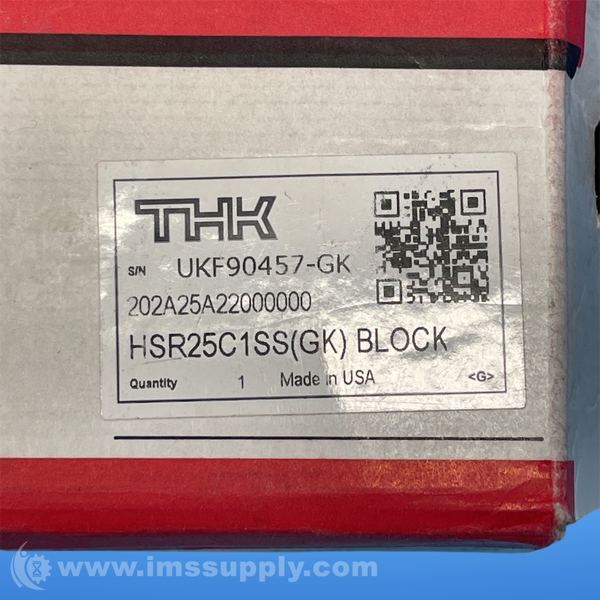 THK
S/N UKF90457-GK
202A25A22000000
HSR25C1SS(GK) BLOCK
Quantity 1 Made in USA <G>
www.imssupply.com